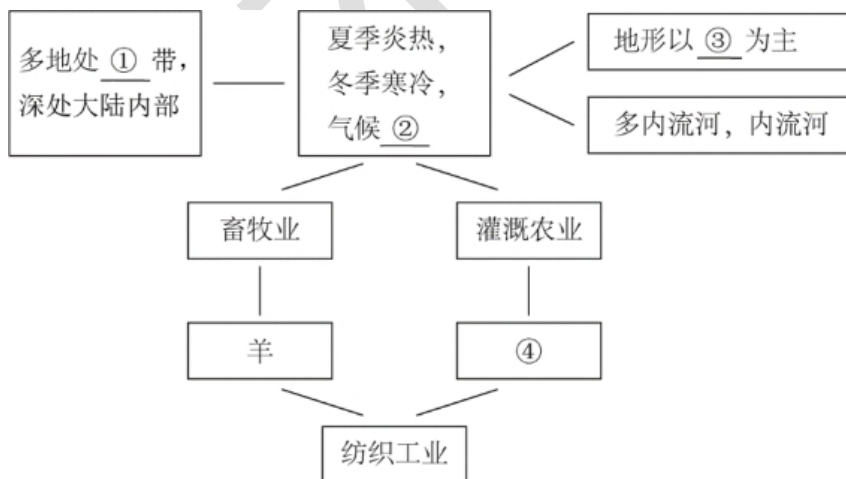 多地处 ① 带，
深处大陆内部
夏季炎热，
冬季寒冷，
气候 ②
地形以 ③ 为主
多内流河，内流河
畜牧业
灌溉农业
羊
④
纺织工业